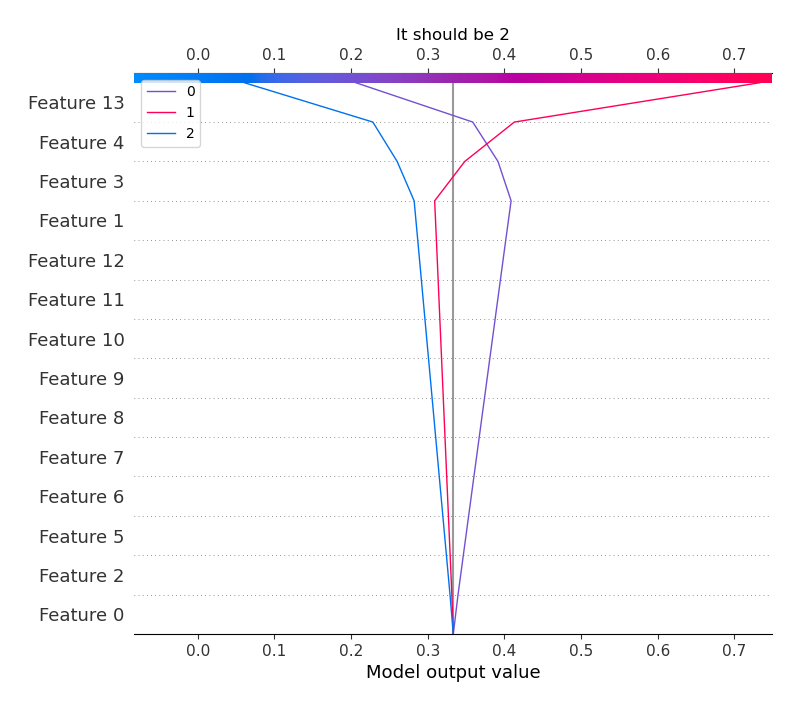 It should be 2
0.0 0.1 0.2 0.3 0.4 0.5 0.6 0.7
0
1
2
Feature 13
Feature 4
Feature 3
Feature 1
Feature 12
Feature 11
Feature 10
Feature 9
Feature 8
Feature 7
Feature 6
Feature 5
Feature 2
Feature 0
0.0 0.1 0.2 0.3 0.4 0.5 0.6 0.7
Model output value